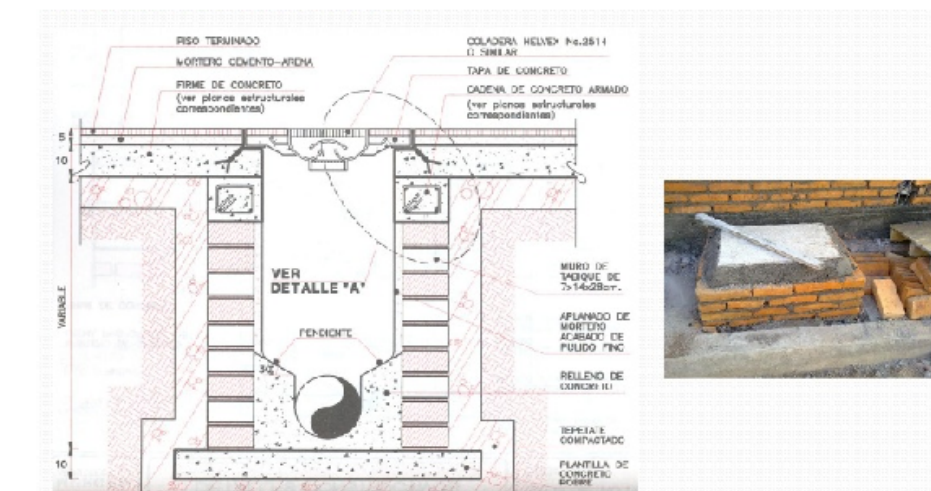 PISO TERMINADO
MORTERO CEMENTO-ARENA
FIRME DE CONCRETO
(ver planos estructurales
correspondientes)
COLADERA HELVEX No.2514
O SIMILAR
TAPA DE CONCRETO
CADENA DE CONCRETO ARMADO
(ver planos estructurales
correspondientes)
5
10
VARIABLE
10
VER
DETALLE "A"
PENDIENTE
MURO DE
TABIQUE DE
7x14x28cm.
APLANADO DE
MORTERO
ACABADO DE
PULIDO FINO
RELLENO DE
CONCRETO
TEPETATE
COMPACTADO
PLANTILLA DE
CONCRETO
POBRE